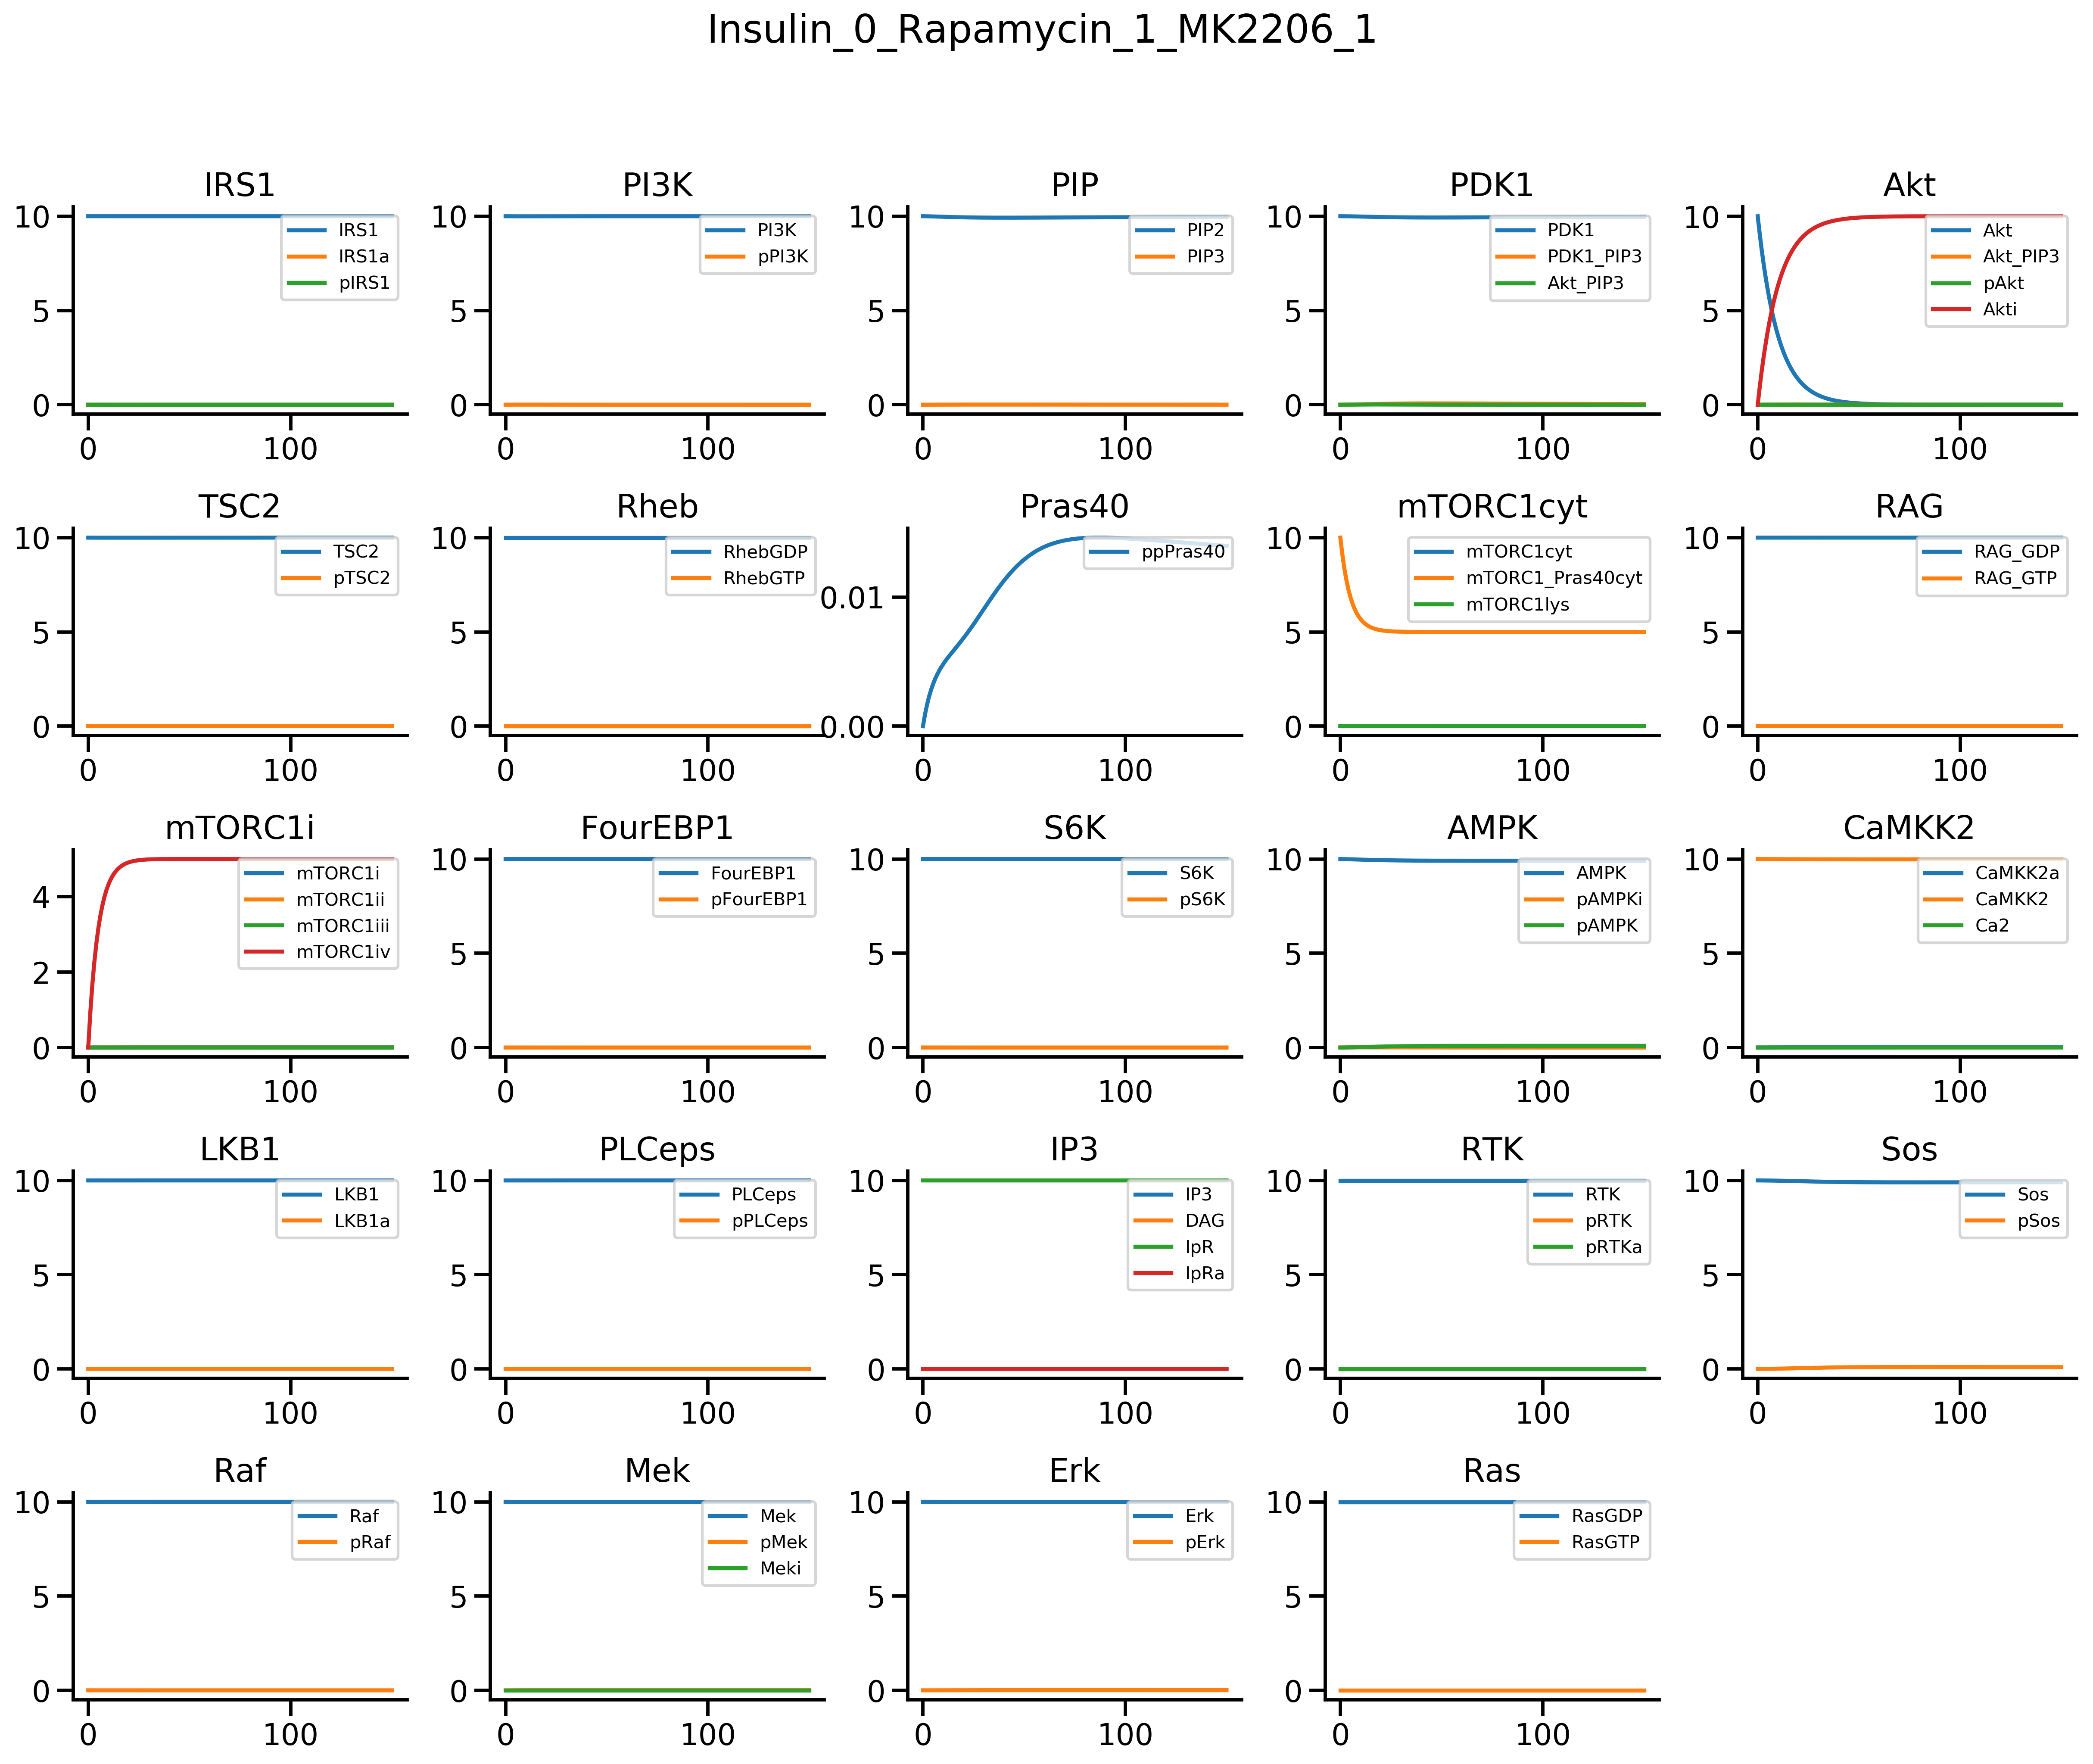 Insulin_0_Rapamycin_1_MK2206_1
IRS1
10
5
0
0
100
IRS1
IRS1a
pIRS1
PI3K
10
5
0
0
100
PI3K
pPI3K
PIP
10
5
0
0
100
PIP2
PIP3
PDK1
10
5
0
0
100
PDK1
PDK1_PIP3
Akt_PIP3
Akt
10
5
0
0
100
Akt
Akt_PIP3
pAkt
Akti
TSC2
10
5
0
0
100
TSC2
pTSC2
Rheb
10
5
0
0
100
RhebGDP
RhebGTP
Pras40
0.01
0.00
0
100
ppPras40
mTORC1cyt
10
5
0
0
100
mTORC1cyt
mTORC1_Pras40cyt
mTORC1lys
RAG
10
5
0
0
100
RAG_GDP
RAG_GTP
mTORC1i
4
2
0
0
100
mTORC1i
mTORC1ii
mTORC1iii
mTORC1iv
FourEBP1
10
5
0
0
100
FourEBP1
pFourEBP1
S6K
10
5
0
0
100
S6K
pS6K
AMPK
10
5
0
0
100
AMPK
pAMPKi
pAMPK
CaMKK2
10
5
0
0
100
CaMKK2a
CaMKK2
Ca2
LKB1
10
5
0
0
100
LKB1
LKB1a
PLCeps
10
5
0
0
100
PLCeps
pPLCeps
IP3
10
5
0
0
100
IP3
DAG
IpR
IpRa
RTK
10
5
0
0
100
RTK
pRTK
pRTKa
Sos
10
5
0
0
100
Sos
pSos
Raf
10
5
0
0
100
Raf
pRaf
Mek
10
5
0
0
100
Mek
pMek
Meki
Erk
10
5
0
0
100
Erk
pErk
Ras
10
5
0
0
100
RasGDP
RasGTP